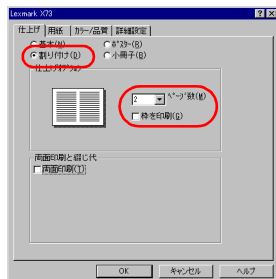 Lexmark X73
仕上げ 用紙 カラー/品質 詳細設定
基本(N) ポスター(R)
割り付け(D) 小冊子(B)
仕上げオプション
2 ページ数(M)
枠を印刷(G)
両面印刷と綴じ代
両面印刷(T)
OK キャンセル ヘルプ